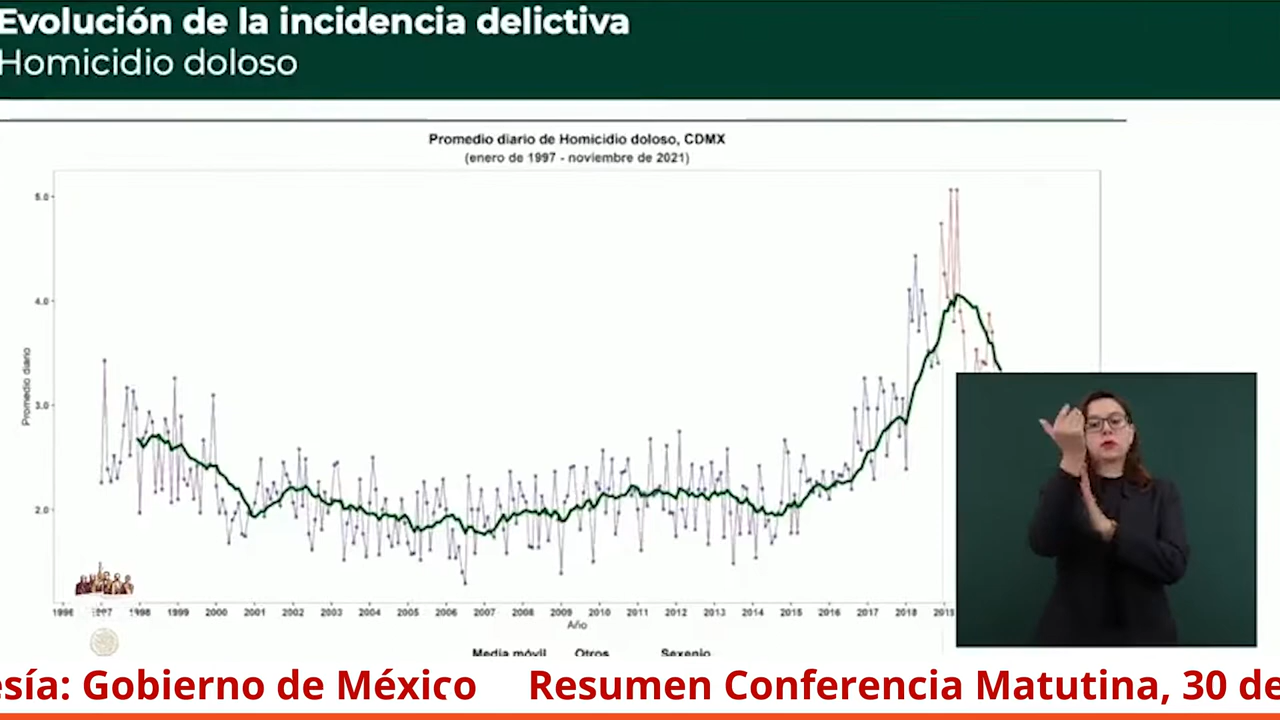 Evolución de la incidencia delictiva
Homicidio doloso
Promedio diario de Homicidio doloso, CDMX
(enero de 1997 - noviembre de 2021)
Promedio diario
5.0
4.0
3.0
2.0
1996 1997 1998 1999 2000 2001 2002 2003 2004 2005 2006 2007 2008 2009 2010 2011 2012 2013 2014 2015 2016 2017 2018 2019
Año
Media móvil Otros Sexenio
esía: Gobierno de México Resumen Conferencia Matutina, 30 de